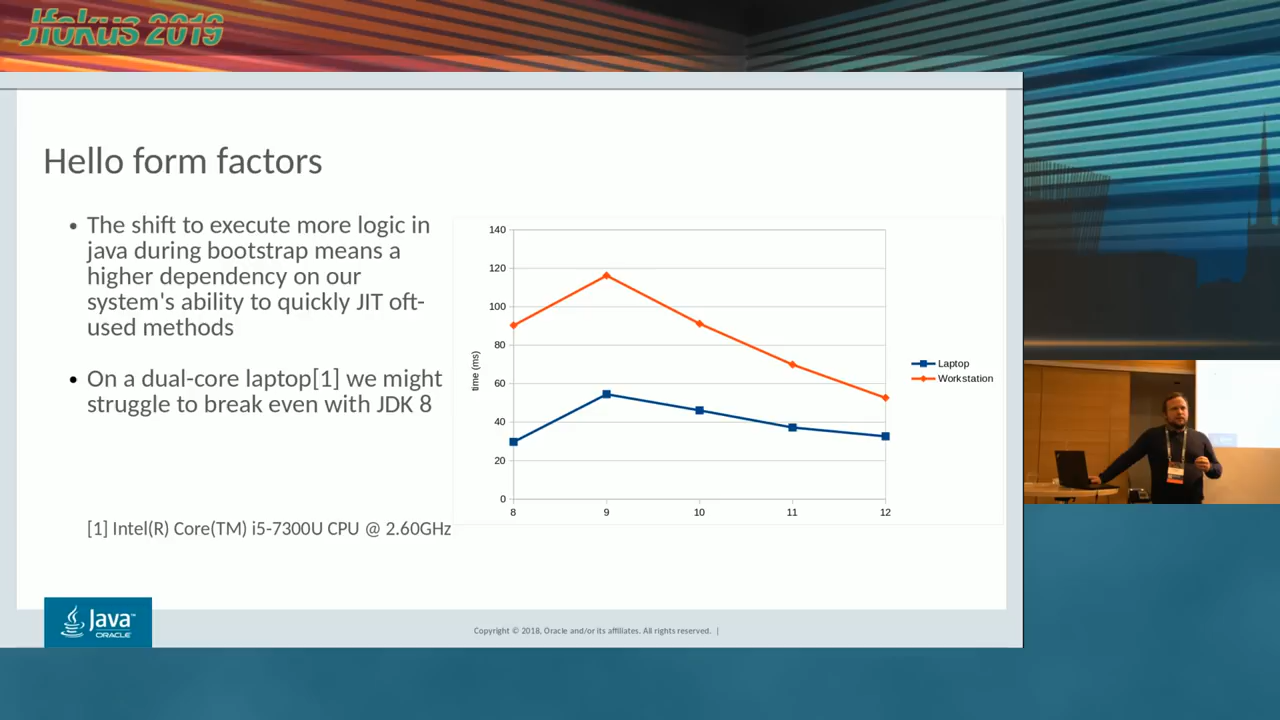 Jfokus 2019
Hello form factors
• The shift to execute more logic in
java during bootstrap means a
higher dependency on our
system's ability to quickly JIT oft-
used methods
• On a dual-core laptop[1] we might
struggle to break even with JDK 8
[1] Intel(R) Core(TM) i5-7300U CPU @ 2.60GHz
140
120
100
80
60
40
20
0
time (ms)
8 9 10 11 12
Laptop
Workstation
Java™
ORACLE
Copyright © 2018, Oracle and/or its affiliates. All rights reserved. |